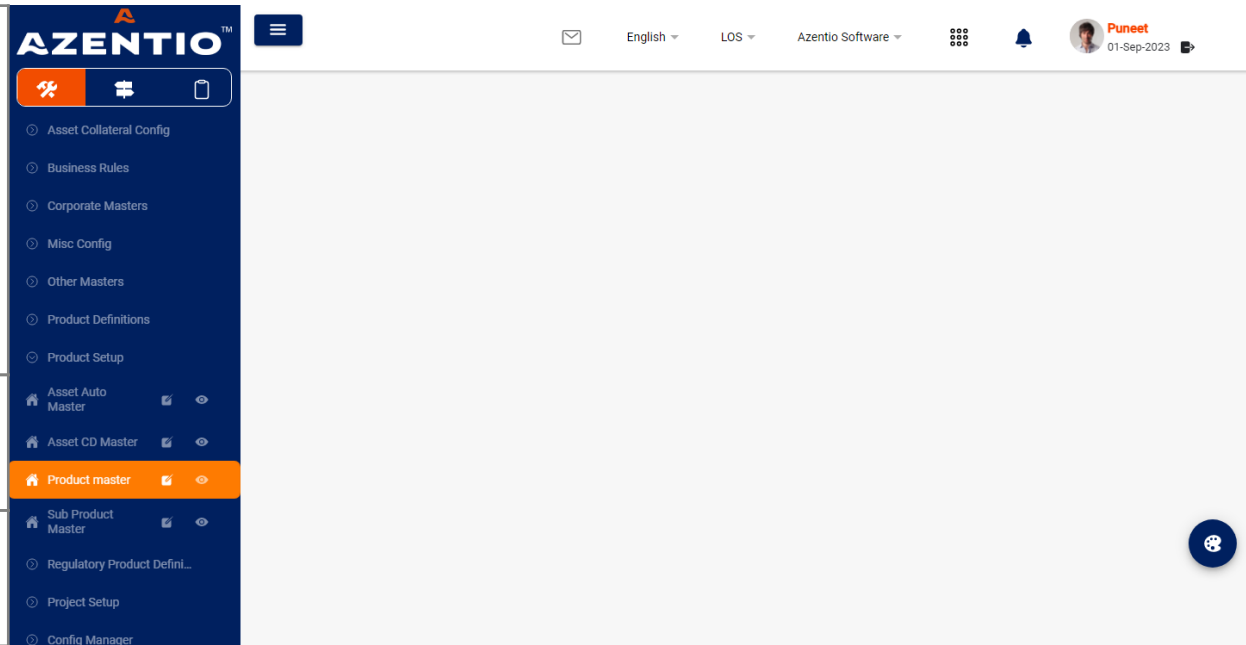 AZENTIO™
English
LOS
Azentio Software
Puneet
01-Sep-2023
Asset Collateral Config
Business Rules
Corporate Masters
Misc Config
Other Masters
Product Definitions
Product Setup
Asset Auto
Master
Asset CD Master
Product master
Sub Product
Master
Regulatory Product Defini...
Project Setup
Config Manager